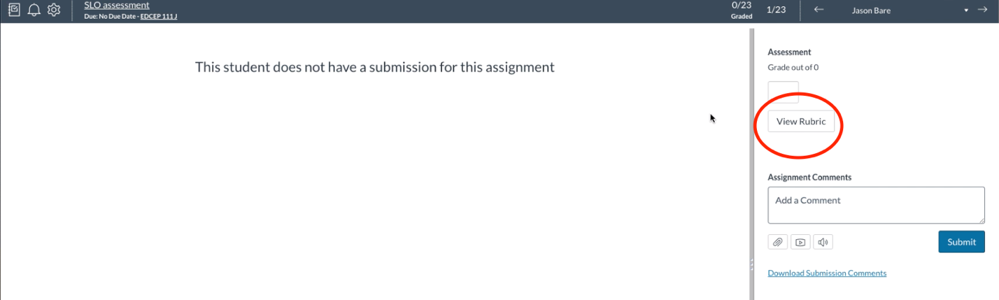 SLO assessment
Due: No Due Date - EDCEP 111 J
0/23
Graded
1/23
Jason Bare
This student does not have a submission for this assignment
Assessment
Grade out of 0
View Rubric
Assignment Comments
Add a Comment
Submit
Download Submission Comments